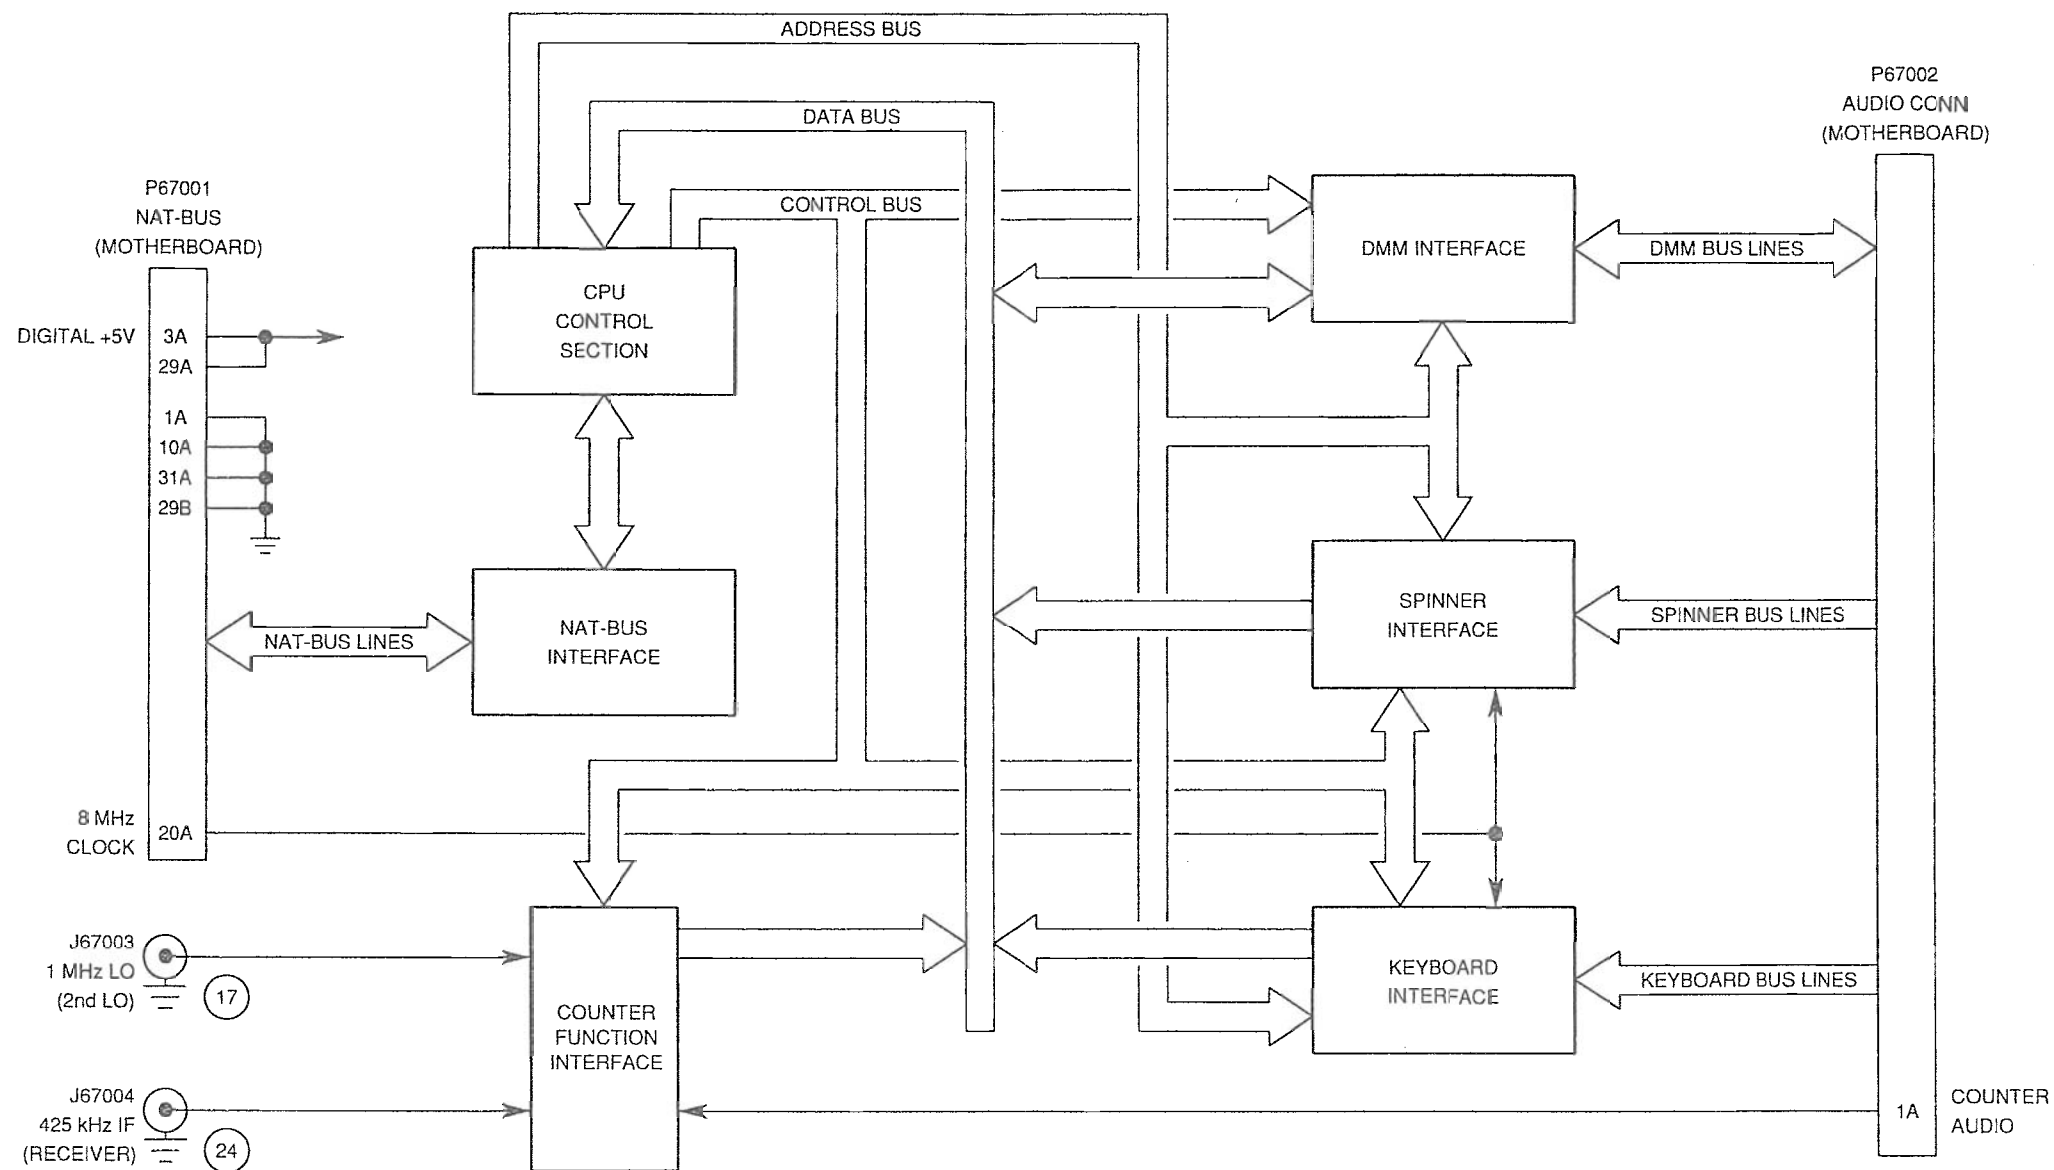 ADDRESS BUS
DATA BUS
CONTROL BUS
P67001
NAT-BUS
(MOTHERBOARD)
DIGITAL +5V
3A
29A
1A
10A
31A
29B
8 MHz
CLOCK
20A
NAT-BUS LINES
CPU
CONTROL
SECTION
NAT-BUS
INTERFACE
J67003
1 MHz LO
(2nd LO)
17
J67004
425 kHz IF
(RECEIVER)
24
COUNTER
FUNCTION
INTERFACE
DMM INTERFACE
DMM BUS LINES
SPINNER
INTERFACE
SPINNER BUS LINES
KEYBOARD
INTERFACE
KEYBOARD BUS LINES
P67002
AUDIO CONN
(MOTHERBOARD)
1A
COUNTER
AUDIO